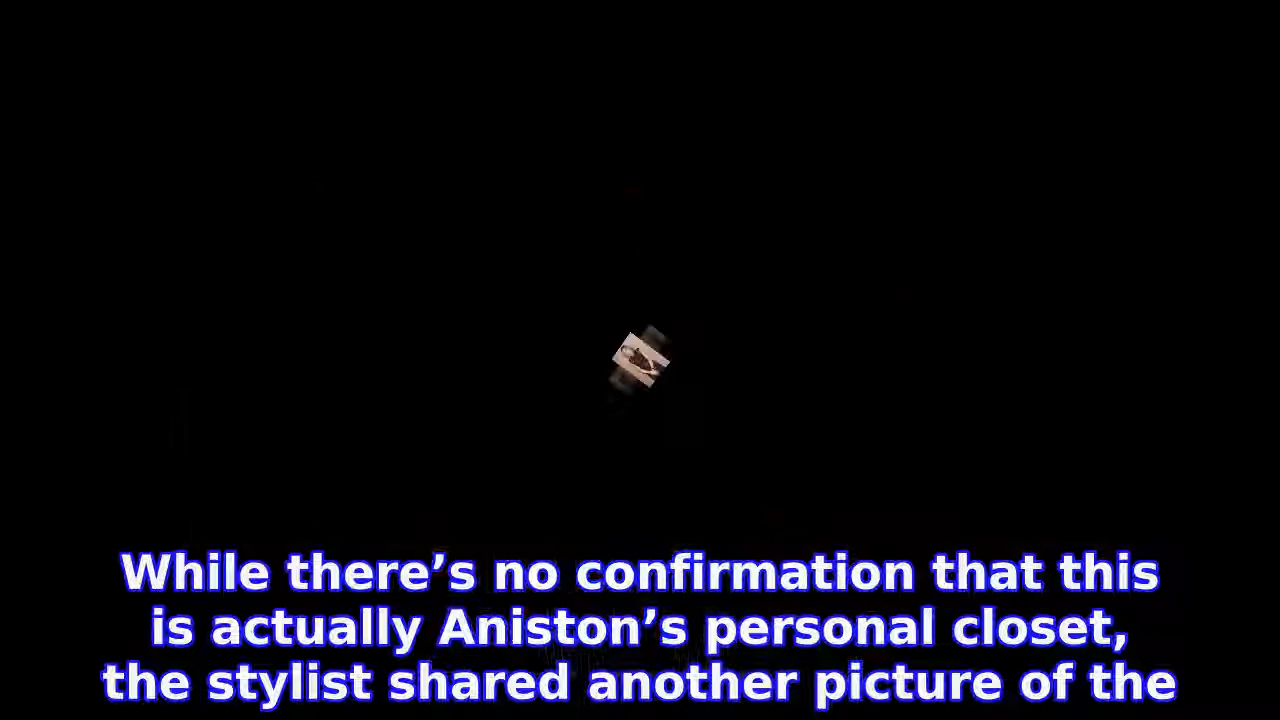 While there’s no confirmation that this
is actually Aniston’s personal closet,
the stylist shared another picture of the